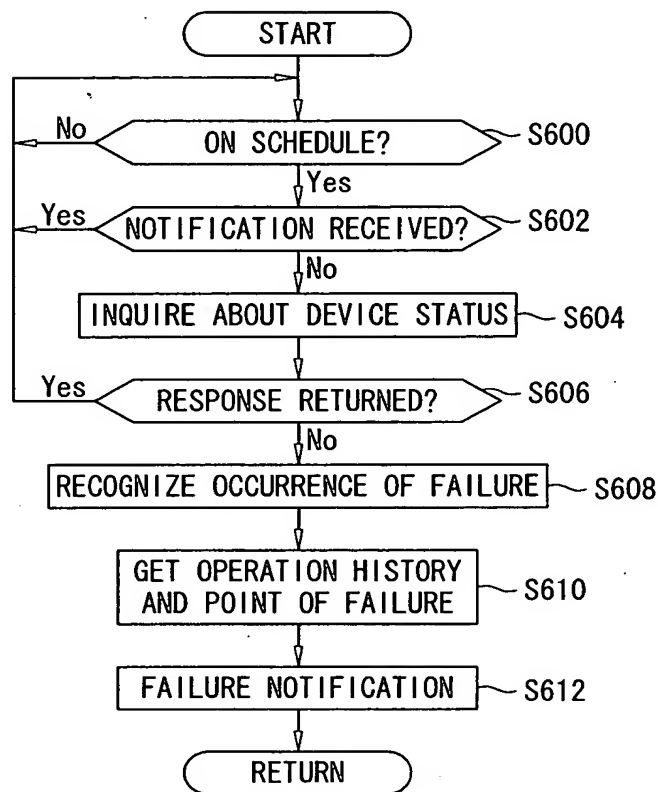 START
No
ON SCHEDULE?
S600
Yes
Yes
NOTIFICATION RECEIVED?
S602
No
INQUIRE ABOUT DEVICE STATUS
S604
Yes
RESPONSE RETURNED?
S606
No
RECOGNIZE OCCURRENCE OF FAILURE
S608
GET OPERATION HISTORY
AND POINT OF FAILURE
S610
FAILURE NOTIFICATION
S612
RETURN